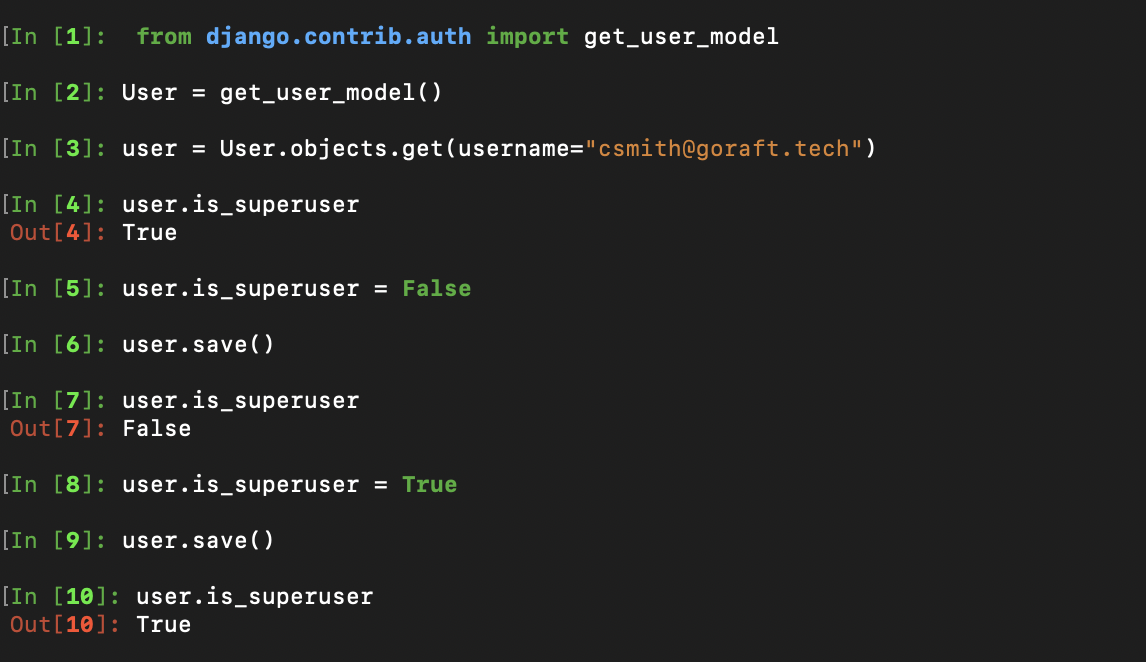 [In [1]:  from django.contrib.auth import get_user_model
[In [2]: User = get_user_model()
[In [3]: user = User.objects.get(username="csmith@goraft.tech")
[In [4]: user.is_superuser
Out[4]: True
[In [5]: user.is_superuser = False
[In [6]: user.save()
[In [7]: user.is_superuser
Out[7]: False
[In [8]: user.is_superuser = True
[In [9]: user.save()
[In [10]: user.is_superuser
Out[10]: True